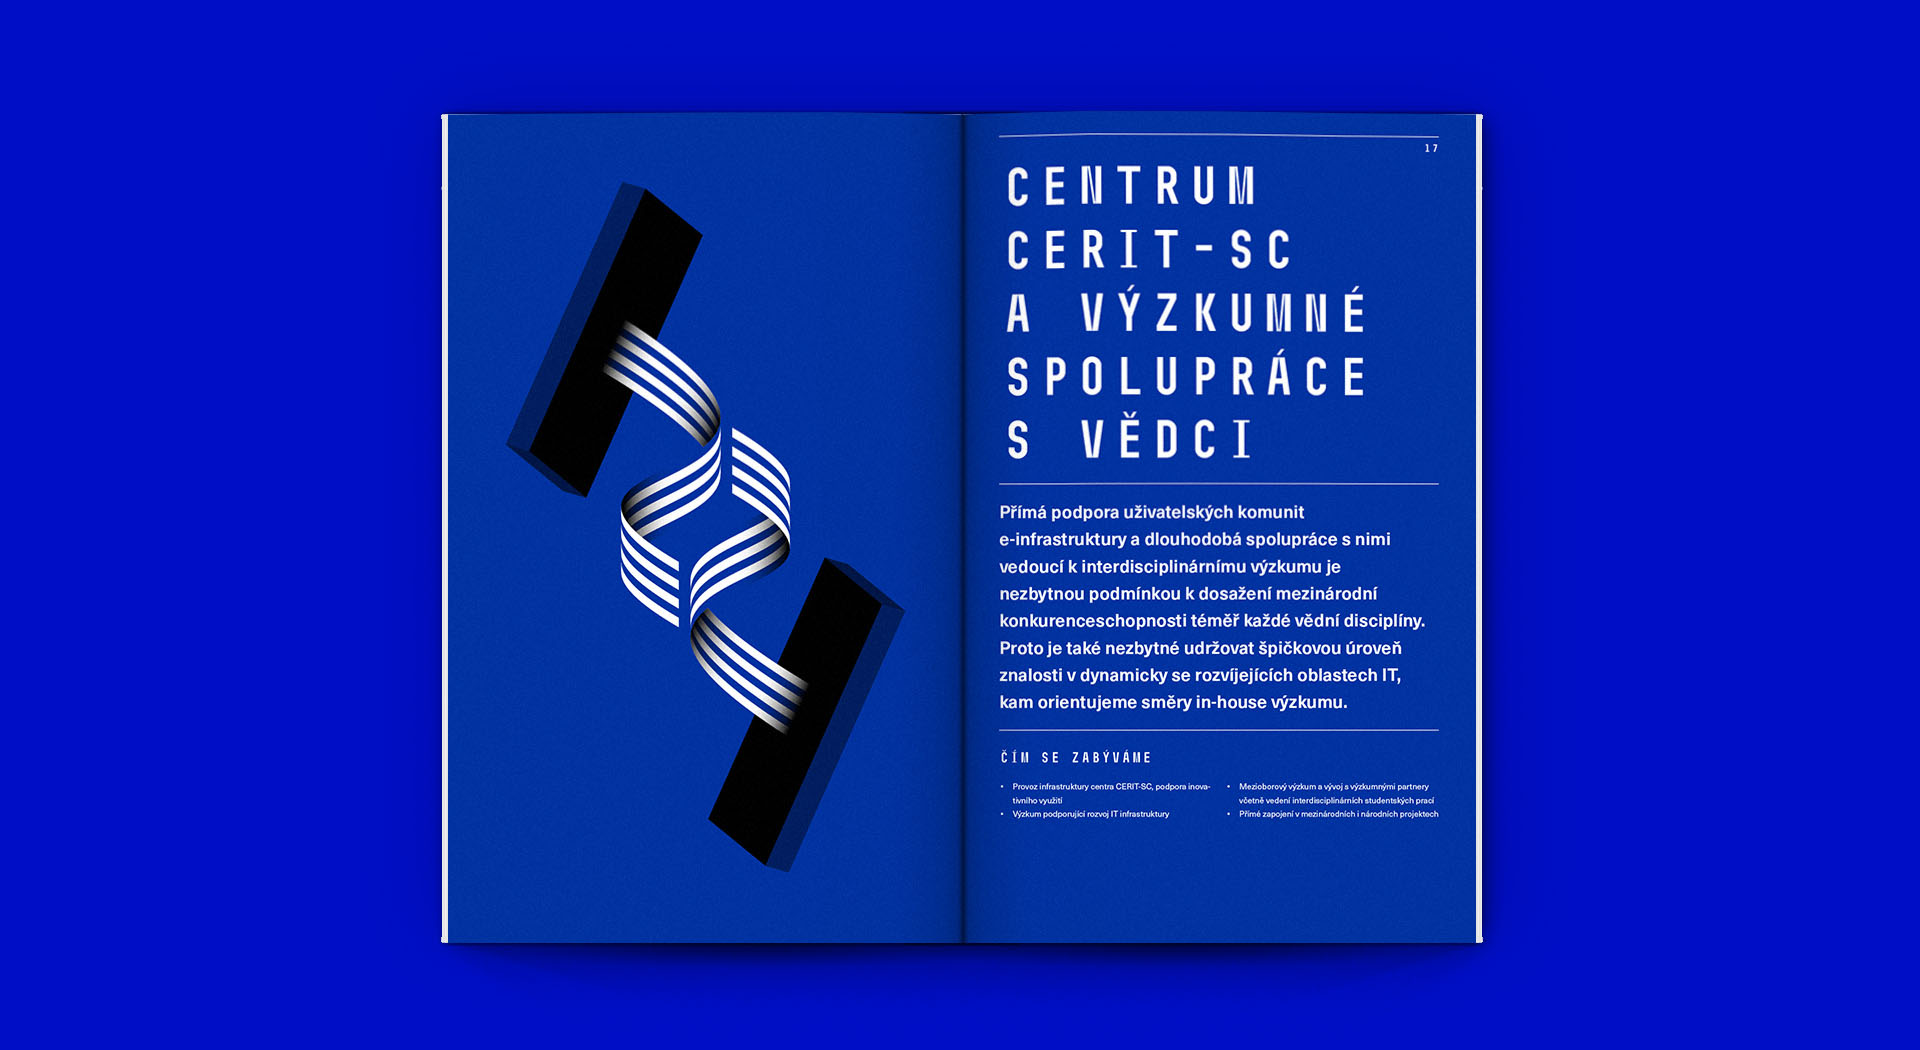 17
CENTRUM
CERIT-SC
A VÝZKUMNÉ
SPOLUPRÁCE
S VĚDCI
Přímá podpora uživatelských komunit
e-infrastruktury a dlouhodobá spolupráce s nimi
vedoucí k interdisciplinárnímu výzkumu je
nezbytnou podmínkou k dosažení mezinárodní
konkurenceschopnosti téměř každé vědní disciplíny.
Proto je také nezbytné udržovat špičkovou úroveň
znalosti v dynamicky se rozvíjejících oblastech IT,
kam orientujeme směry in-house výzkumu.
ČÍM SE ZABÝVÁME
• Provoz infrastruktury centra CERIT-SC, podpora inova-
tivního využití
• Výzkum podporující rozvoj IT infrastruktury
• Mezioborový výzkum a vývoj s výzkumnými partnery
včetně vedení interdisciplinárních studentských prací
• Přímé zapojení v mezinárodních i národních projektech